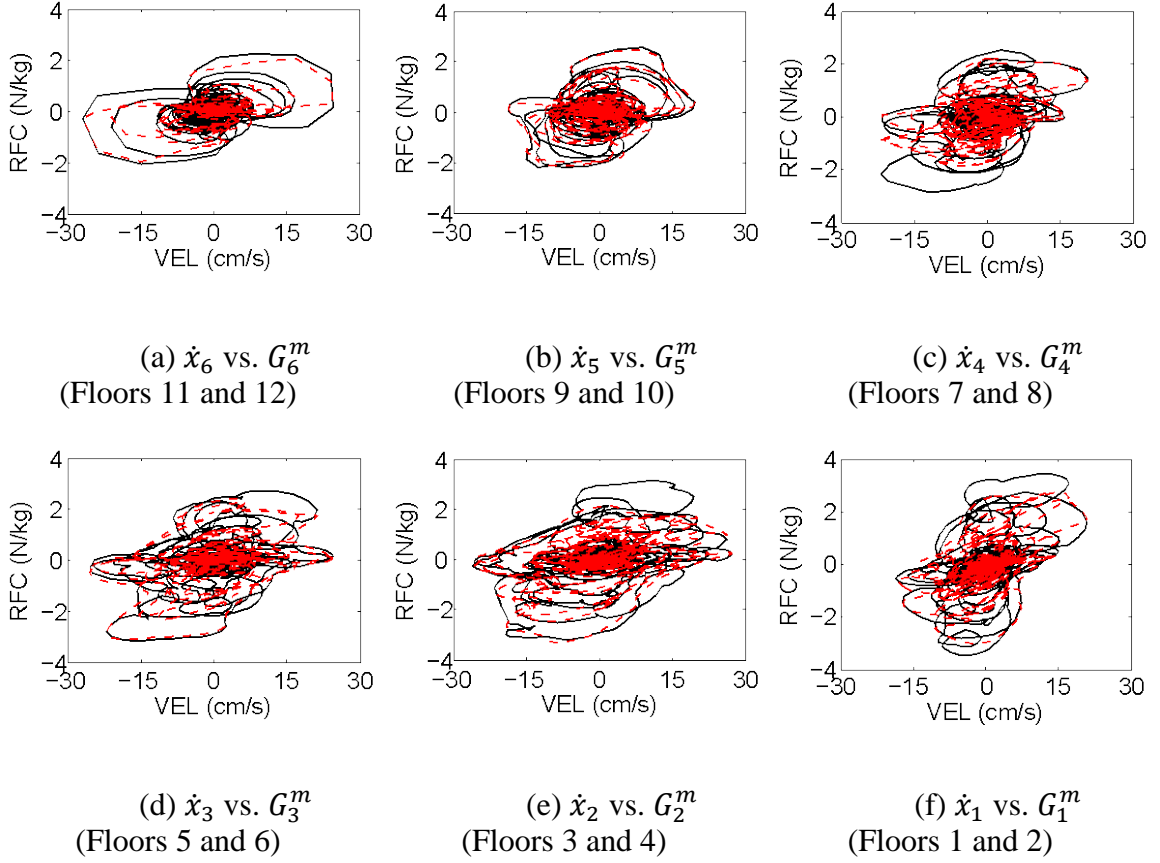 4
2
0
−2
−4
RFC (N/kg)
−30 −15 0 15 30
VEL (cm/s)
4
2
0
−2
−4
RFC (N/kg)
−30 −15 0 15 30
VEL (cm/s)
4
2
0
−2
−4
RFC (N/kg)
−30 −15 0 15 30
VEL (cm/s)
(a) ẋ₆ vs. G₆ᵐ
(Floors 11 and 12)
(b) ẋ₅ vs. G₅ᵐ
(Floors 9 and 10)
(c) ẋ₄ vs. G₄ᵐ
(Floors 7 and 8)
4
2
0
−2
−4
RFC (N/kg)
−30 −15 0 15 30
VEL (cm/s)
4
2
0
−2
−4
RFC (N/kg)
−30 −15 0 15 30
VEL (cm/s)
4
2
0
−2
−4
RFC (N/kg)
−30 −15 0 15 30
VEL (cm/s)
(d) ẋ₃ vs. G₃ᵐ
(Floors 5 and 6)
(e) ẋ₂ vs. G₂ᵐ
(Floors 3 and 4)
(f) ẋ₁ vs. G₁ᵐ
(Floors 1 and 2)